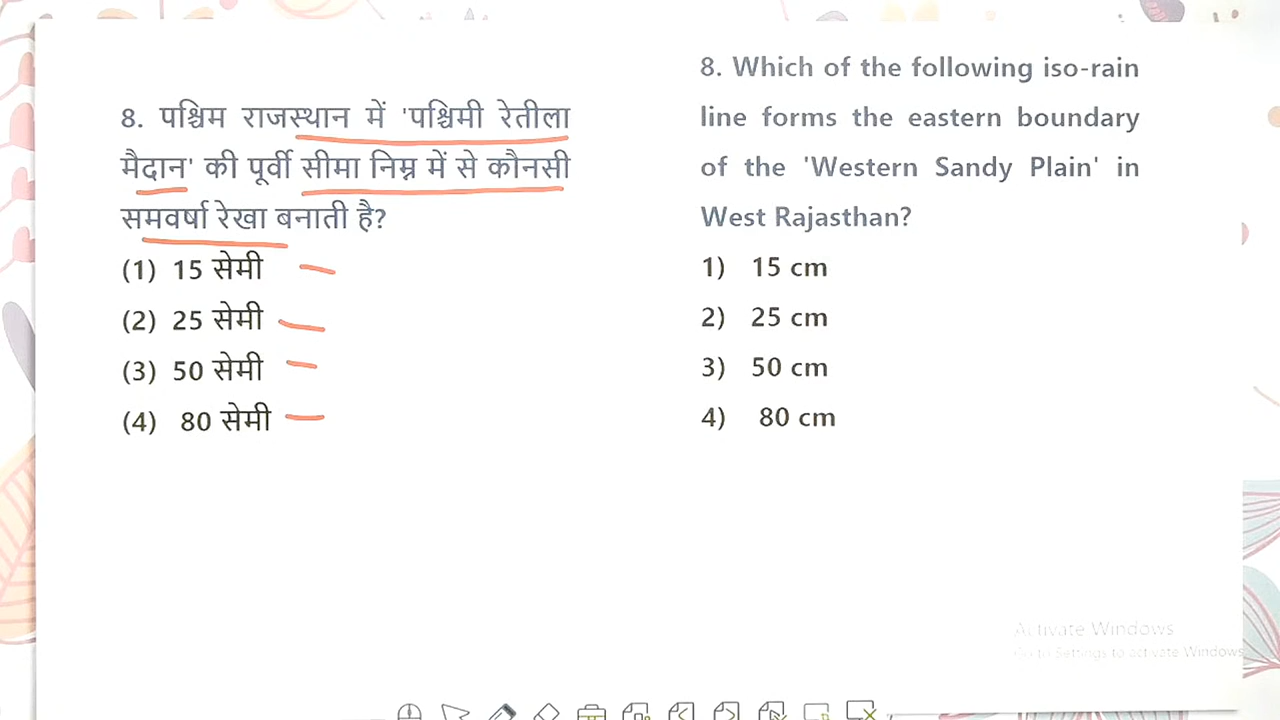 8. पश्चिम राजस्थान में 'पश्चिमी रेतीला
मैदान' की पूर्वी सीमा निम्न में से कौनसी
समवर्षा रेखा बनाती है?
(1) 15 सेमी
(2) 25 सेमी
(3) 50 सेमी
(4) 80 सेमी
8. Which of the following iso-rain
line forms the eastern boundary
of the 'Western Sandy Plain' in
West Rajasthan?
1) 15 cm
2) 25 cm
3) 50 cm
4) 80 cm
Activate Windows
Go to Settings to activate Windows